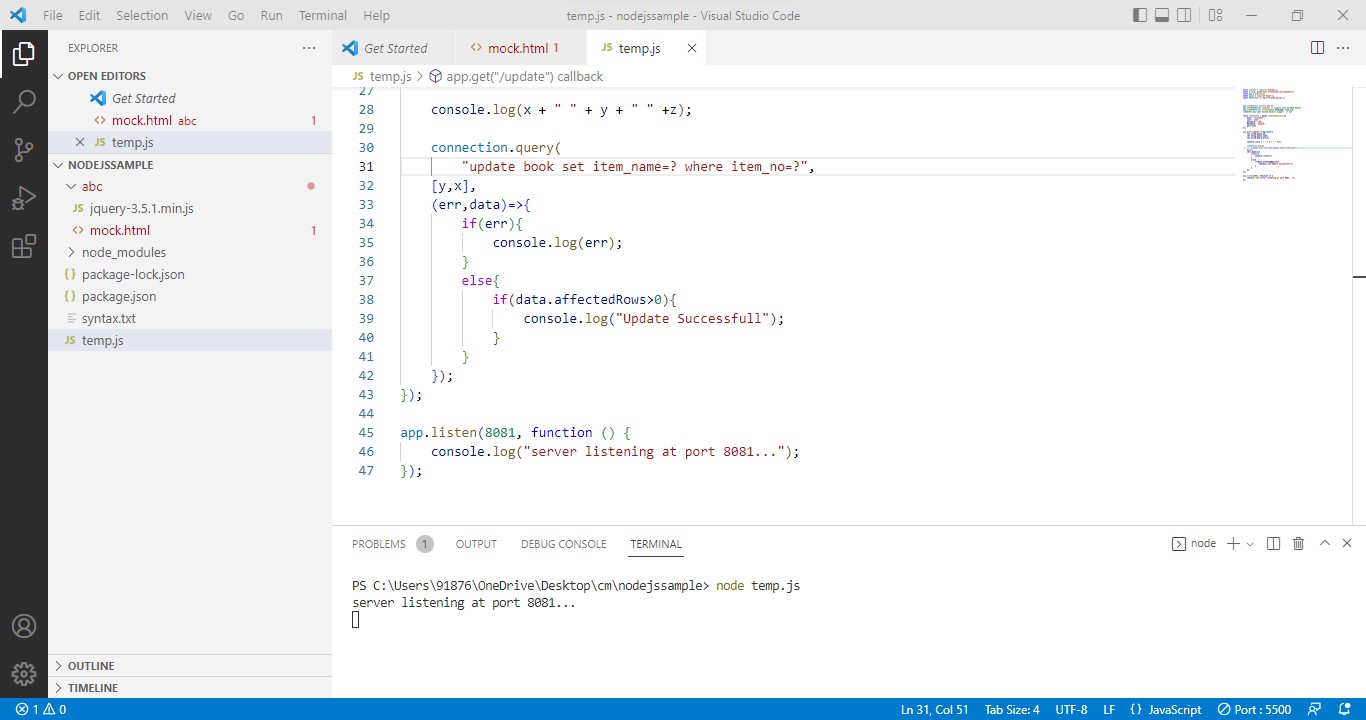 File Edit Selection View Go Run Terminal Help temp.js - nodejssample - Visual Studio Code
EXPLORER
OPEN EDITORS
Get Started
mock.html abc 1
temp.js
NODEJSSAMPLE
abc
jquery-3.5.1.min.js
mock.html 1
node_modules
package-lock.json
package.json
syntax.txt
temp.js
OUTLINE
TIMELINE
Get Started mock.html 1 temp.js
temp.js > app.get("/update") callback
27
28 console.log(x + " " + y + " " +z);
29
30 connection.query(
31 "update book set item_name=? where item_no=?",
32 [y,x],
33 (err,data)=>{
34 if(err){
35 console.log(err);
36 }
37 else{
38 if(data.affectedRows>0){
39 console.log("Update Successfull");
40 }
41 }
42 });
43 });
44
45 app.listen(8081, function () {
46 console.log("server listening at port 8081...");
47 });
PROBLEMS 1 OUTPUT DEBUG CONSOLE TERMINAL node
PS C:\Users\91876\OneDrive\Desktop\cm\nodejssample> node temp.js
server listening at port 8081...
1 0 Ln 31, Col 51 Tab Size: 4 UTF-8 LF {} JavaScript Port : 5500